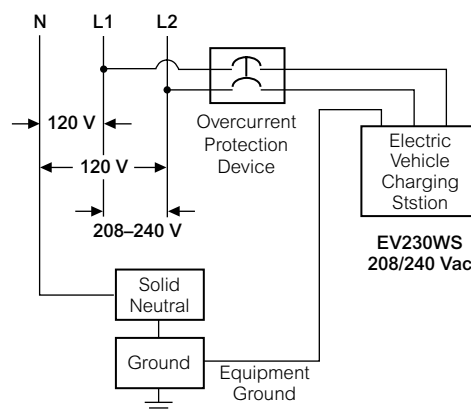 N L1 L2
120 V
120 V
208–240 V
Overcurrent
Protection
Device
Electric
Vehicle
Charging
Ststion
EV230WS
208/240 Vac
Solid
Neutral
Ground
Equipment
Ground